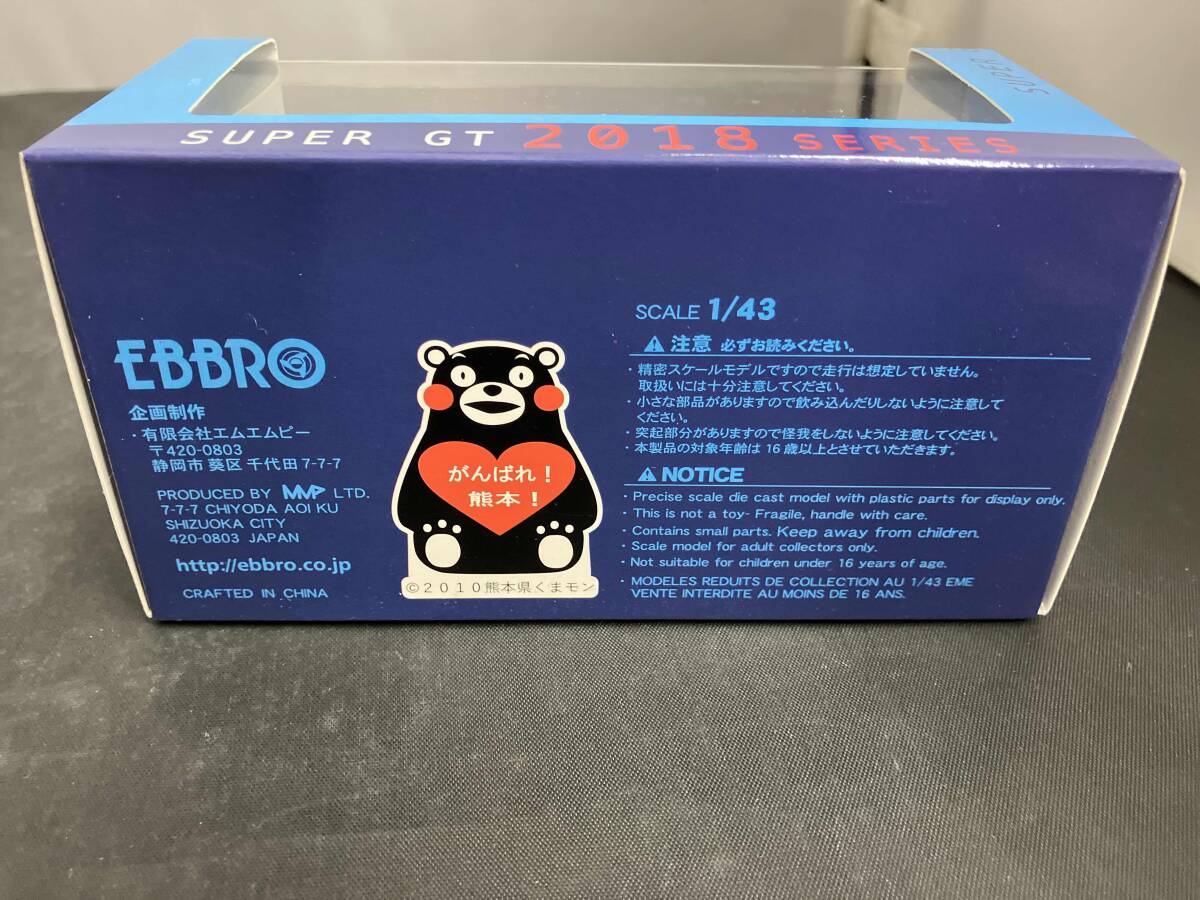 SUPER
SUPER GT 2018 SERIES
EBBRO
企画制作
・有限会社エムエムピー
〒420-0803
静岡市 葵区 千代田 7-7-7
PRODUCED BY MMP LTD.
7-7-7 CHIYODA AOI KU
SHIZUOKA CITY
420-0803 JAPAN
http://ebbro.co.jp
CRAFTED IN CHINA
がんばれ！
熊本！
©2010熊本県くまモン
SCALE 1/43
注意 必ずお読みください。
・精密スケールモデルですので走行は想定していません。
取扱いには十分注意してください。
・小さな部品がありますので飲み込んだりしないように注意して
ください。
・突起部分がありますので怪我をしないように注意してください。
・本製品の対象年齢は 16 歳以上とさせていただきます。
NOTICE
・Precise scale die cast model with plastic parts for display only.
・This is not a toy- Fragile, handle with care.
・Contains small parts. Keep away from children.
・Scale model for adult collectors only.
・Not suitable for children under 16 years of age.
・MODELES REDUITS DE COLLECTION AU 1/43 EME
VENTE INTERDITE AU MOINS DE 16 ANS.